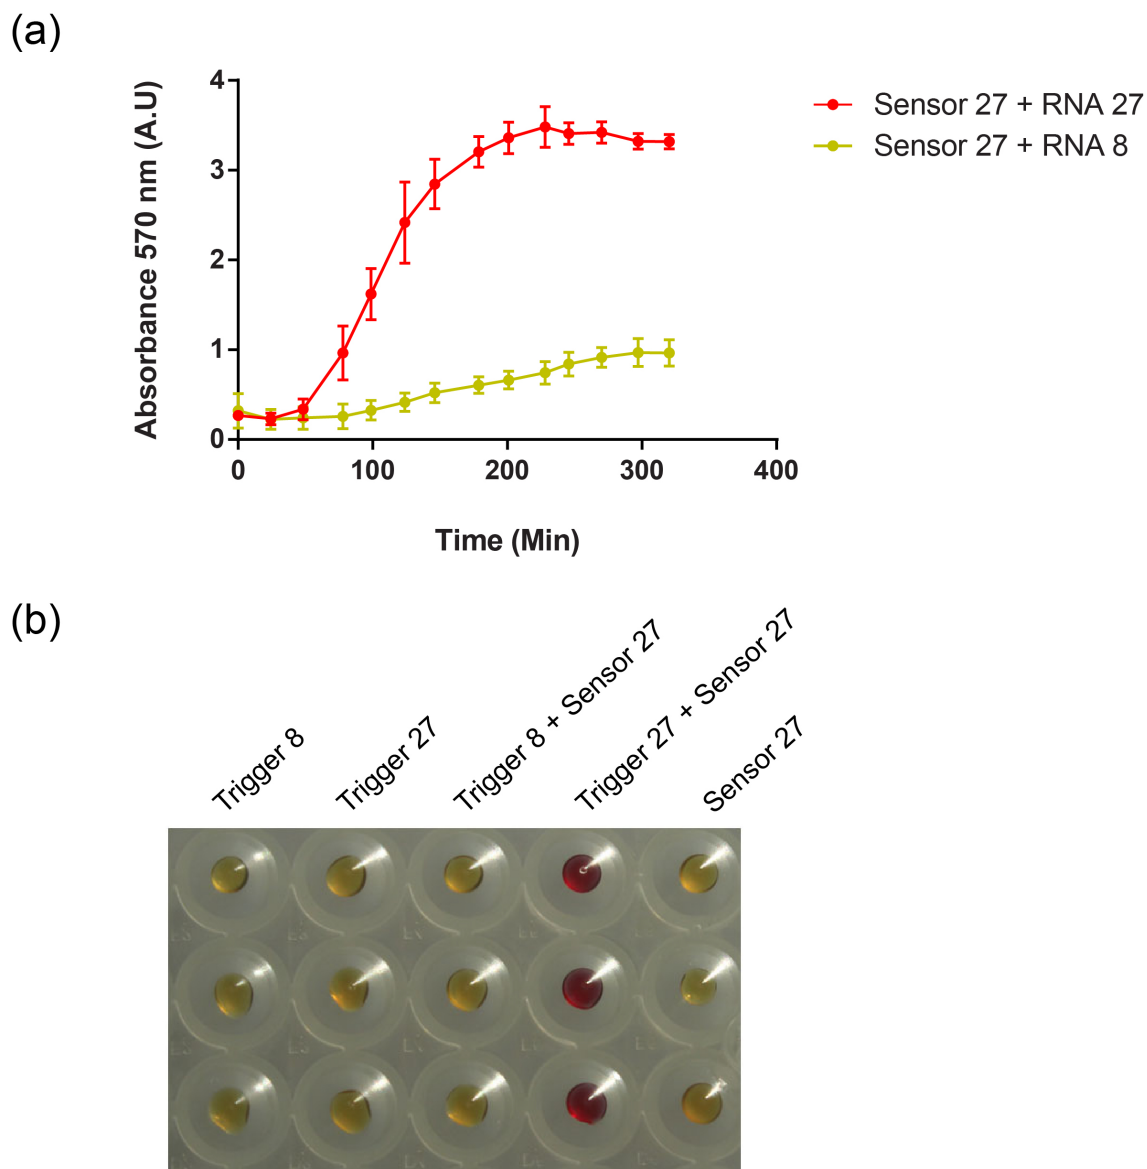 (a)
Absorbance 570 nm (A.U)
4
3
2
1
0
0 100 200 300 400
Time (Min)
Sensor 27 + RNA 27
Sensor 27 + RNA 8
(b)
Trigger 8
Trigger 27
Trigger 8 + Sensor 27
Trigger 27 + Sensor 27
Sensor 27